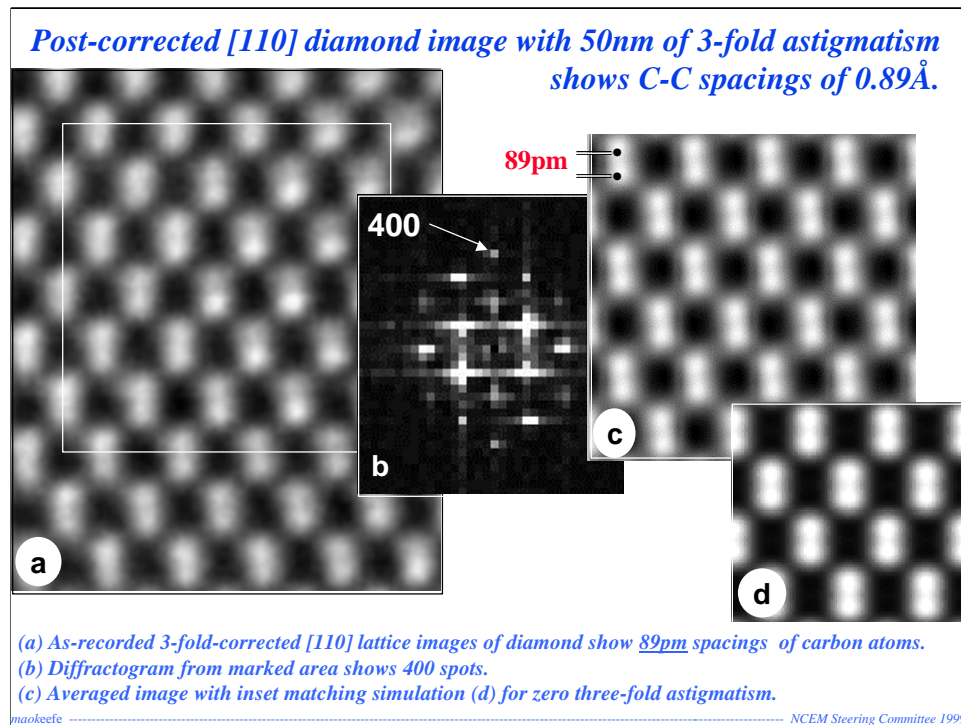 Post-corrected [110] diamond image with 50nm of 3-fold astigmatism
shows C-C spacings of 0.89Å.
89pm
400
a
b
c
d
(a) As-recorded 3-fold-corrected [110] lattice images of diamond show 89pm spacings of carbon atoms.
(b) Diffractogram from marked area shows 400 spots.
(c) Averaged image with inset matching simulation (d) for zero three-fold astigmatism.
maokeefe NCEM Steering Committee